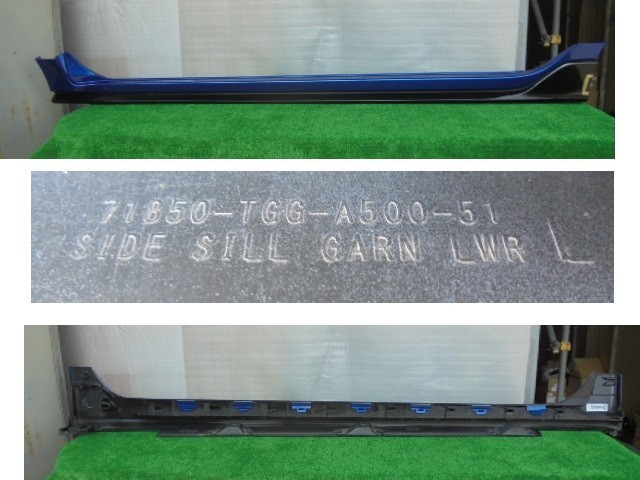 71850-TGG-A500-51
SIDE SILL GARN LWR L